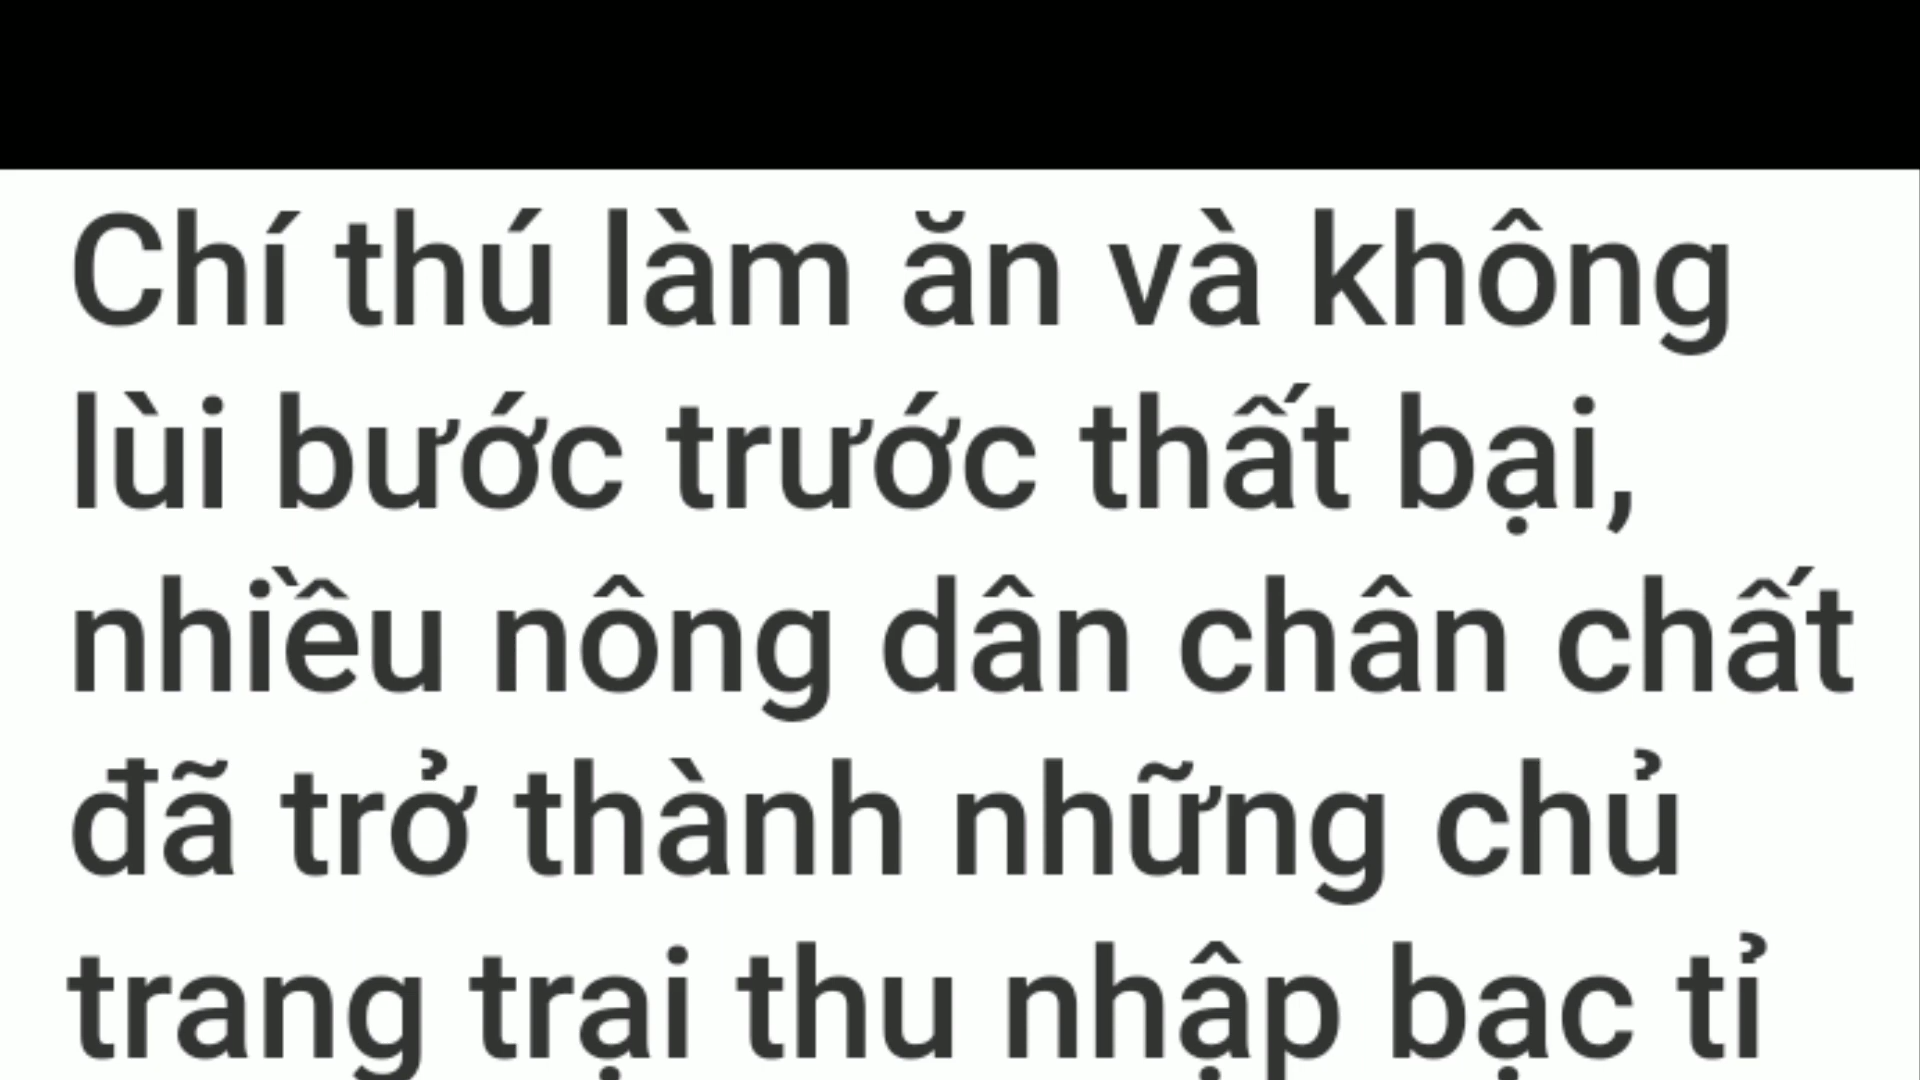 Chí thú làm ăn và không
lùi bước trước thất bại,
nhiều nông dân chân chất
đã trở thành những chủ
trang trại thu nhập bạc tỉ